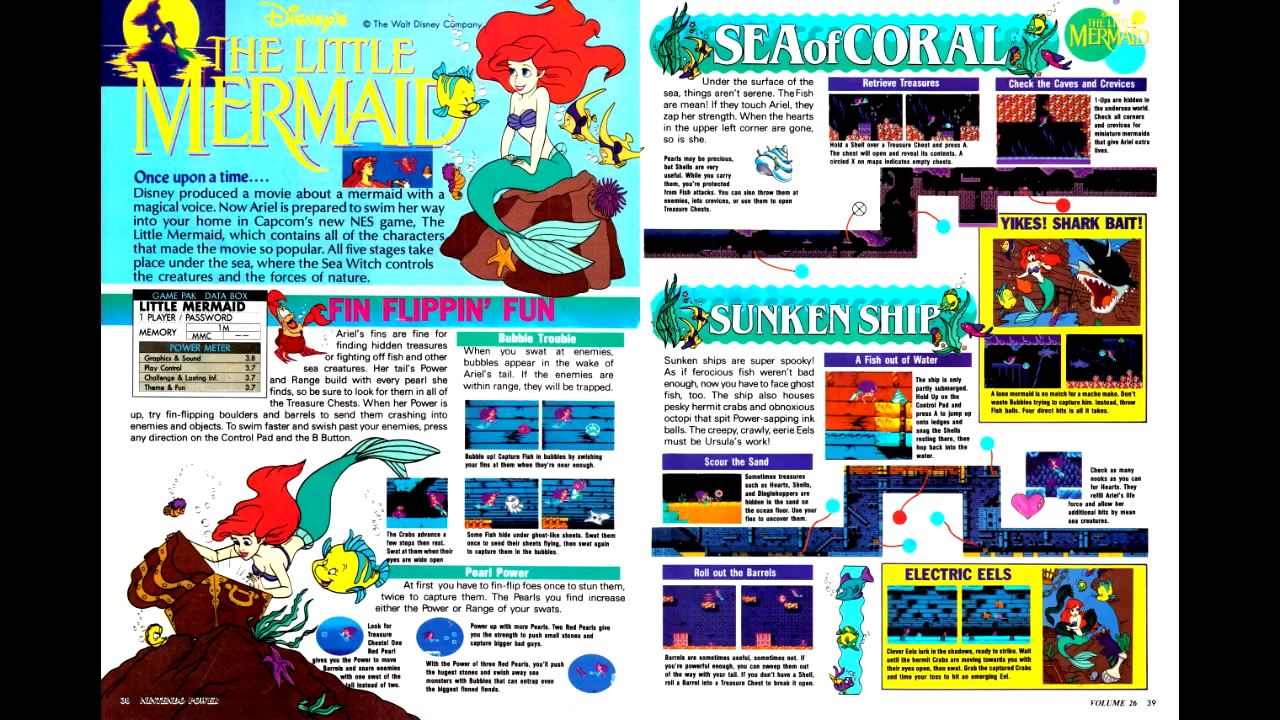 Disney's
© The Walt Disney Company
THE LITTLE
MERMAID
Once upon a time....
Disney produced a movie about a mermaid with a
magical voice. Now Ariel is prepared to swim her way
into your home in Capcom's new NES game, The
Little Mermaid, which contains all of the characters
that made the movie so popular. All five stages take
place under the sea, where the Sea Witch controls
the creatures and the forces of nature.
GAME PAK DATA BOX
LITTLE MERMAID
1 PLAYER / PASSWORD
MEMORY 1M
MMC ——
POWER METER
Graphics & Sound 3.8
Play Control 3.7
Challenge & Lasting Inf. 3.7
Theme & Fun 3.7
FIN FLIPPIN' FUN
Ariel's fins are fine for
finding hidden treasures
or fighting off fish and other
sea creatures. Her tail's Power
and Range build with every pearl she
finds, so be sure to look for them in all of
the Treasure Chests. When her Power is
up, try fin-flipping boulders and barrels to send them crashing into
enemies and objects. To swim faster and swish past your enemies, press
any direction on the Control Pad and the B Button.
Bubble Trouble
When you swat at enemies,
bubbles appear in the wake of
Ariel's tail. If the enemies are
within range, they will be trapped.
Bubble up! Capture Fish in bubbles by swishing
your fins at them when they're near enough.
The Crabs advance a
few steps then rest.
Swat at them when their
eyes are wide open
Some Fish hide under ghost-like sheets. Swat them
once to send their sheets flying, then swat again
to capture them in the bubbles.
Pearl Power
At first you have to fin-flip foes once to stun them,
twice to capture them. The Pearls you find increase
either the Power or Range of your swats.
Look for
Treasure
Chests! One
Red Pearl
gives you the Power to move
Barrels and snare enemies
with one swat of the
tail instead of two.
Power up with more Pearls. Two Red Pearls give
you the strength to push small stones and
capture bigger bad guys.
With the Power of three Red Pearls, you'll push
the hugest stones and swish away sea
monsters with Bubbles that can entrap even
the biggest finned fiends.
38 NINTENDO POWER
SEA of CORAL
THE LITTLE
MERMAID
Under the surface of the
sea, things aren't serene. The Fish
are mean! If they touch Ariel, they
zap her strength. When the hearts
in the upper left corner are gone,
so is she.
Pearls may be precious,
but Shells are very
useful. While you carry
them, you're protected
from Fish attacks. You can also throw them at
enemies, into crevices, or use them to open
Treasure Chests.
Retrieve Treasures
Hold a Shell over a Treasure Chest and press A.
The chest will open and reveal its contents. A
circled X on maps indicates empty chests.
Check the Caves and Crevices
1-Ups are hidden in
the undersea world.
Check all corners
and crevices for
miniature mermaids
that give Ariel extra
lives.
YIKES! SHARK BAIT!
A lone mermaid is no match for a macho mako. Don't
waste Bubbles trying to capture him. Instead, throw
Fish balls. Four direct hits is all it takes.
SUNKEN SHIP
Sunken ships are super spooky!
As if ferocious fish weren't bad
enough, now you have to face ghost
fish, too. The ship also houses
pesky hermit crabs and obnoxious
octopi that spit Power-sapping ink
balls. The creepy, crawly, eerie Eels
must be Ursula's work!
A Fish out of Water
The ship is only
partly submerged.
Hold Up on the
Control Pad and
press A to jump up
onto ledges and
snag the Shells
resting there, then
hop back into the
water.
Scour the Sand
Sometimes treasures
such as Hearts, Shells,
and Dinglehoppers are
hidden in the sand on
the ocean floor. Use your
fins to uncover them.
Check as many
nooks as you can
for Hearts. They
refill Ariel's life
force and allow her
additional hits by mean
sea creatures.
Roll out the Barrels
Barrels are sometimes useful, sometimes not. If
you're powerful enough, you can sweep them out
of the way with your tail. If you don't have a Shell,
roll a Barrel into a Treasure Chest to break it open.
ELECTRIC EELS
Clever Eels lurk in the shadows, ready to strike. Wait
until the hermit Crabs are moving towards you with
their eyes open, then swat. Grab the captured Crabs
and time your toss to hit an emerging Eel.
VOLUME 26 39